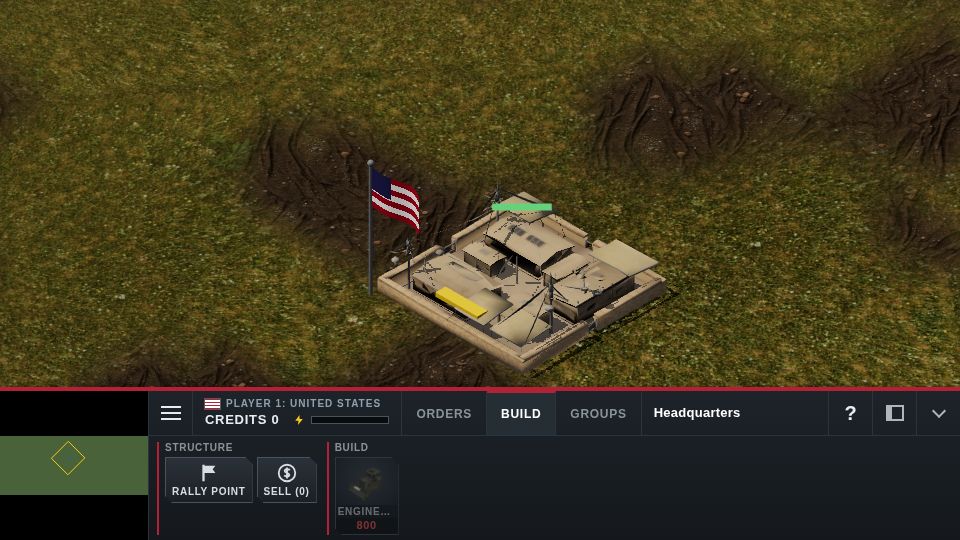 PLAYER 1: UNITED STATES
CREDITS 0
ORDERS
BUILD
GROUPS
Headquarters
?
STRUCTURE
BUILD
RALLY POINT
SELL (0)
ENGINE...
800